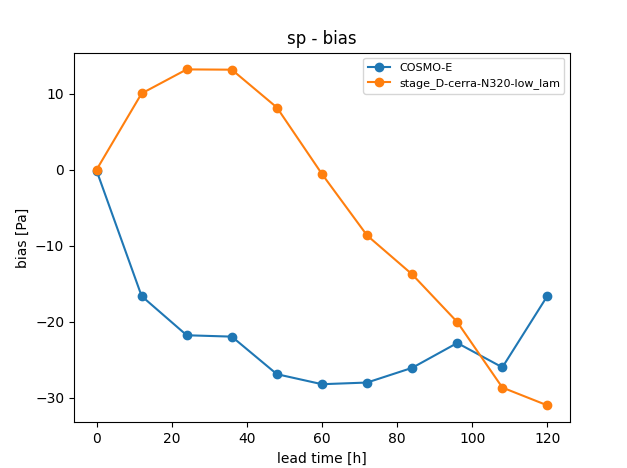 sp - bias
COSMO-E
stage_D-cerra-N320-low_lam
bias [Pa]
10
0
−10
−20
−30
0
20
40
60
80
100
120
lead time [h]